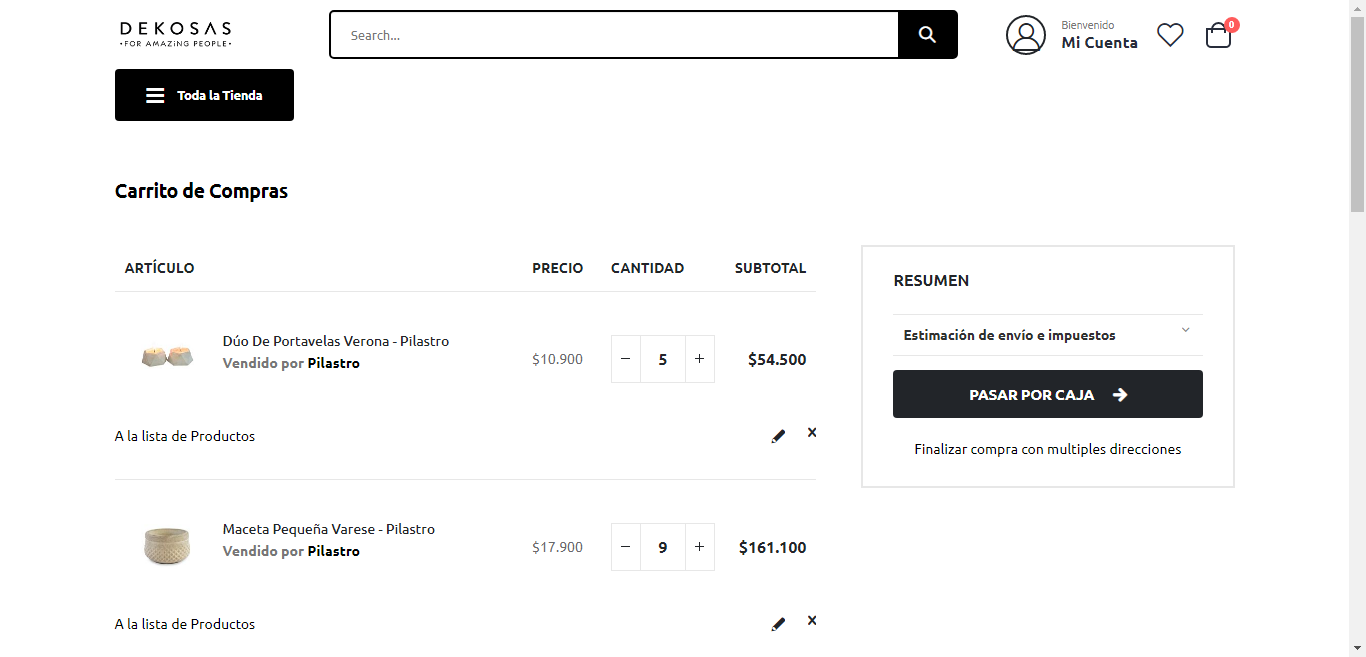 DEKOSAS
•FOR AMAZING PEOPLE•
Search...
Bienvenido
Mi Cuenta
0
Toda la Tienda
Carrito de Compras
ARTÍCULO PRECIO CANTIDAD SUBTOTAL
Dúo De Portavelas Verona - Pilastro
Vendido por Pilastro
$10.900 − 5 + $54.500
A la lista de Productos
Maceta Pequeña Varese - Pilastro
Vendido por Pilastro
$17.900 − 9 + $161.100
A la lista de Productos
RESUMEN
Estimación de envío e impuestos
PASAR POR CAJA
Finalizar compra con multiples direcciones